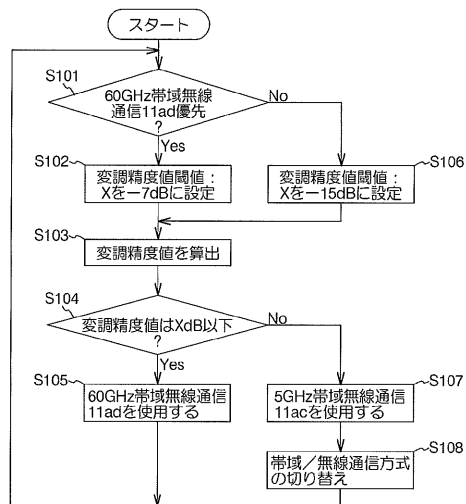 スタート
S101
60GHz帯域無線
通信11ad優先
?
No
Yes
S102
変調精度値閾値:
Xを−7dBに設定
S106
変調精度値閾値:
Xを−15dBに設定
S103
変調精度値を算出
S104
変調精度値はXdB以下
?
No
Yes
S105
60GHz帯域無線通信
11adを使用する
S107
5GHz帯域無線通信
11acを使用する
S108
帯域/無線通信方式
の切り替え